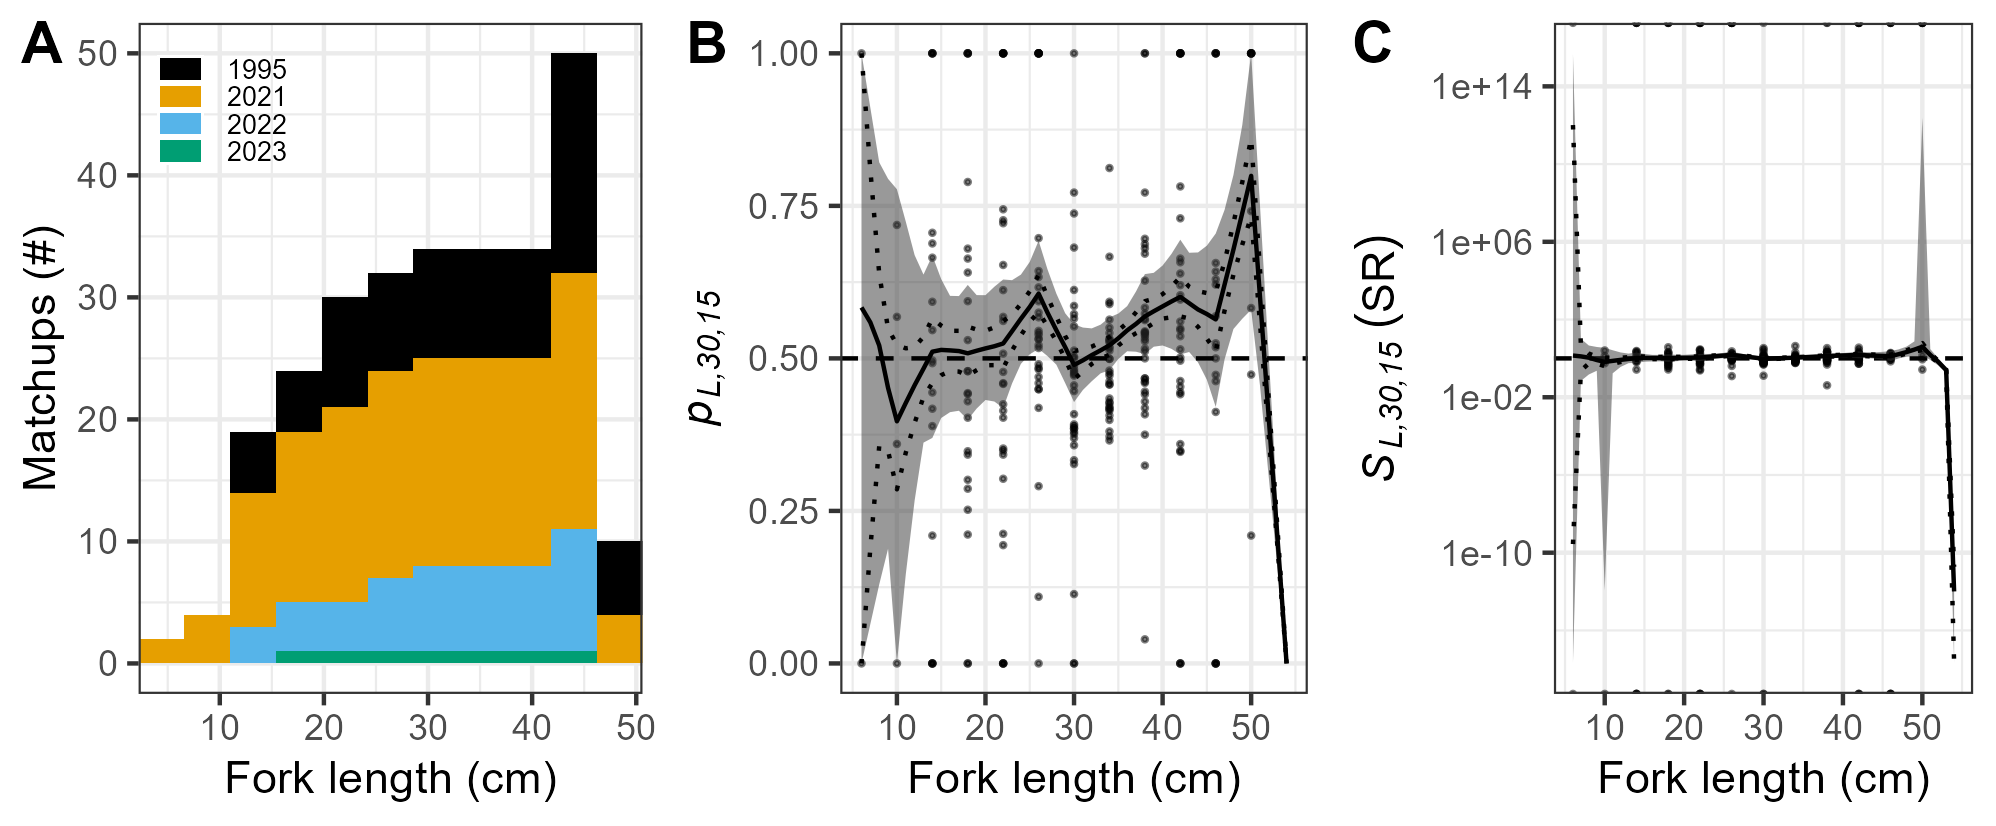 A
50
40
30
20
10
0
Matchups (#)
1995
2021
2022
2023
10 20 30 40 50
Fork length (cm)
B
1.00
0.75
0.50
0.25
0.00
pL,30,15
10 20 30 40 50
Fork length (cm)
C
1e+14
1e+06
1e-02
1e-10
SL,30,15 (SR)
10 20 30 40 50
Fork length (cm)